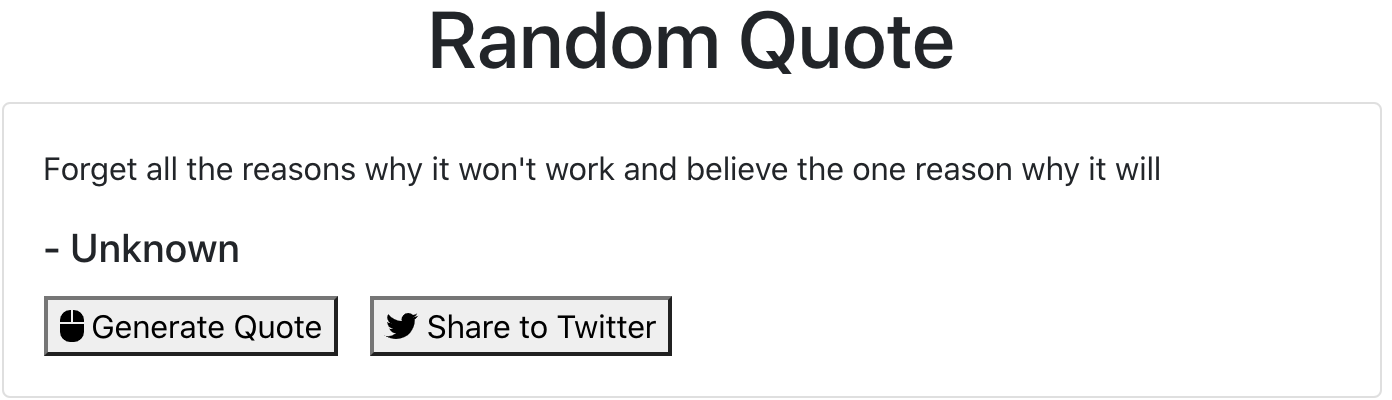 Random Quote
Forget all the reasons why it won't work and believe the one reason why it will
- Unknown
Generate Quote
Share to Twitter